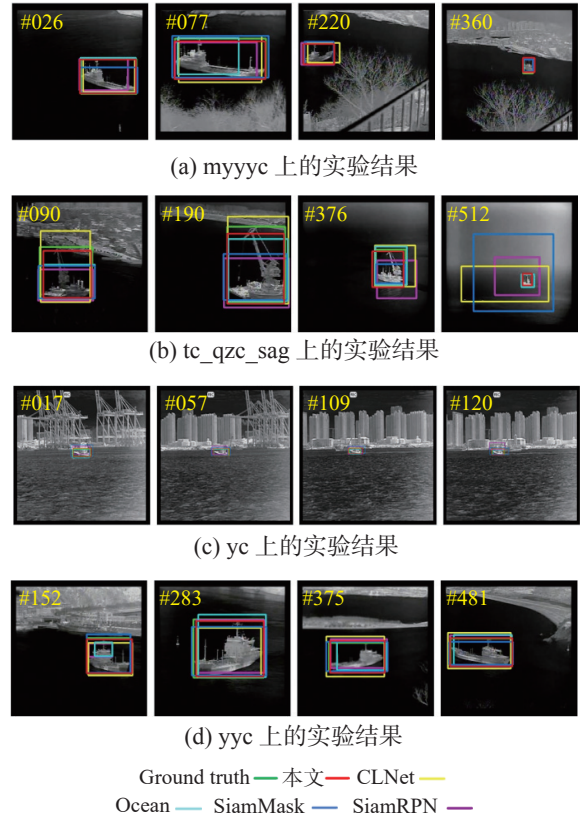 #026 #077 #220 #360
(a) myyyc 上的实验结果
#090 #190 #376 #512
(b) tc_qzc_sag 上的实验结果
#017 #057 #109 #120
(c) yc 上的实验结果
#152 #283 #375 #481
(d) yyc 上的实验结果
Ground truth 本文 CLNet
Ocean SiamMask SiamRPN